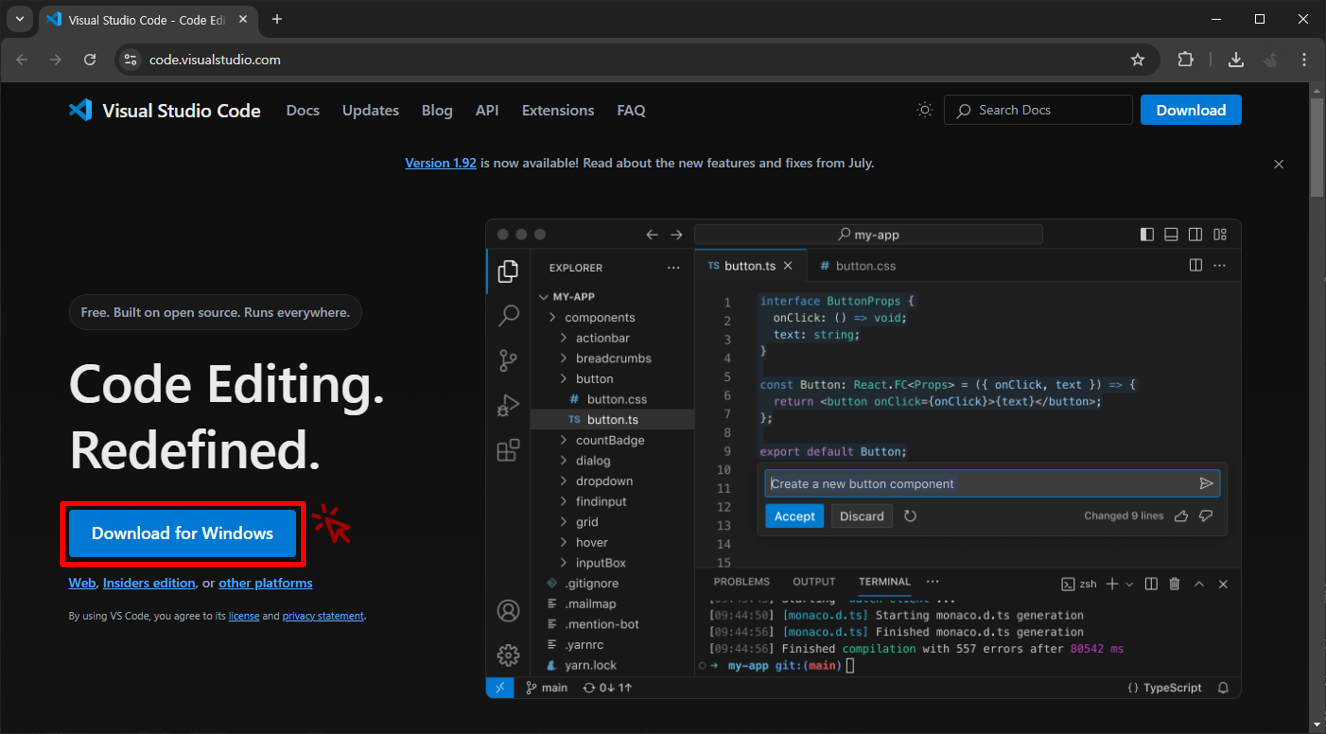 Visual Studio Code - Code Edi
code.visualstudio.com
Visual Studio Code
Docs
Updates
Blog
API
Extensions
FAQ
Search Docs
Download
Version 1.92 is now available! Read about the new features and fixes from July.
Free. Built on open source. Runs everywhere.
Code Editing.
Redefined.
Download for Windows
Web, Insiders edition, or other platforms
By using VS Code, you agree to its license and privacy statement.
my-app
EXPLORER
MY-APP
components
actionbar
breadcrumbs
button
# button.css
TS button.ts
countBadge
dialog
dropdown
findinput
grid
hover
inputBox
.gitignore
.mailmap
.mention-bot
.yarnrc
yarn.lock
TS button.ts
# button.css
1 interface ButtonProps {
2 onClick: () => void;
3 text: string;
4 }
5
6 const Button: React.FC<Props> = ({ onClick, text }) => {
7 return <button onClick={onClick}>{text}</button>;
8 };
9
10 export default Button;
11
12
13
14
15
Create a new button component
Accept
Discard
Changed 9 lines
PROBLEMS
OUTPUT
TERMINAL
zsh
Starting
[09:44:50] [monaco.d.ts] Starting monaco.d.ts generation
[09:44:56] [monaco.d.ts] Finished monaco.d.ts generation
[09:44:56] Finished compilation with 557 errors after 80542 ms
my-app git:(main)
main
0↓ 1↑
{} TypeScript